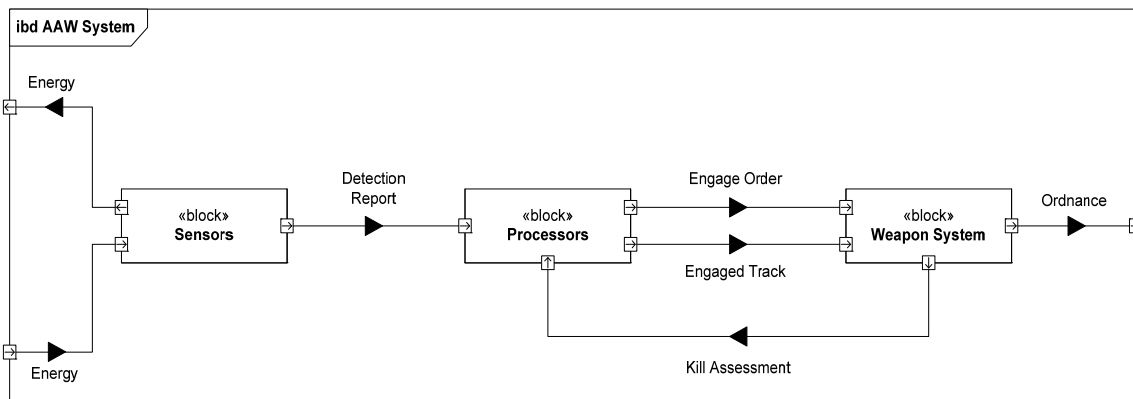 ibd AAW System
Energy
Detection
Report
Engage Order
Ordnance
«block»
Sensors
«block»
Processors
«block»
Weapon System
Engaged Track
Kill Assessment
Energy